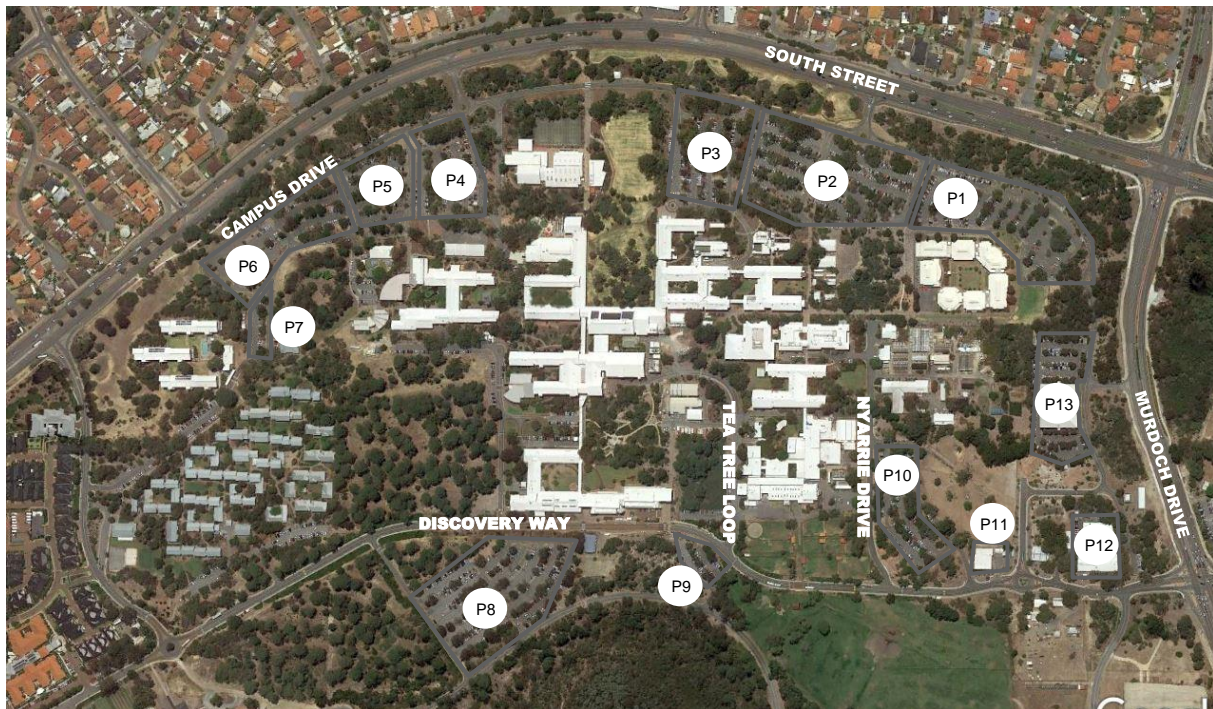 SOUTH STREET
P3
P2
P4
P5
P1
CAMPUS DRIVE
P6
P7
P13
MURDOCH DRIVE
TEA TREE LOOP
NYARRIE DRIVE
P10
DISCOVERY WAY
P11
P12
P9
P8